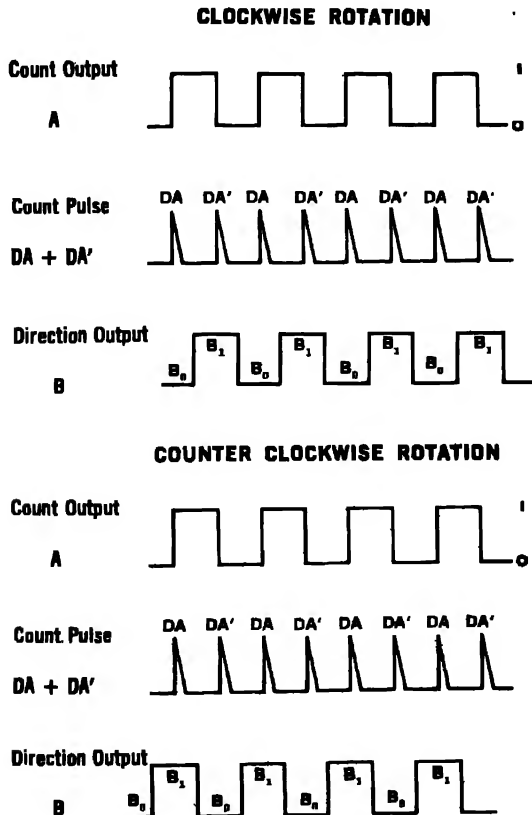 CLOCKWISE ROTATION
Count Output
1
A
0
DA DA' DA DA' DA DA' DA DA'
Count Pulse
DA + DA'
Direction Output
B₁ B₁ B₁ B₁
B₀ B₀ B₀ B₀
B
COUNTER CLOCKWISE ROTATION
Count Output
1
A
0
DA DA' DA DA' DA DA' DA DA'
Count Pulse
DA + DA'
Direction Output
B₁ B₁ B₁ B₁
B₀ B₀ B₀ B₀
B